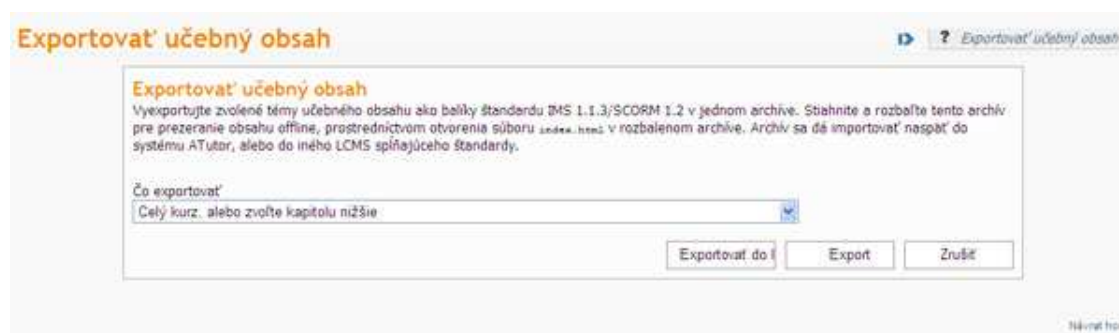 Exportovať učebný obsah
? Exportovať učebný obsah
Exportovať učebný obsah
Vyexportujte zvolené témy učebného obsahu ako balíky štandardu IMS 1.1.3/SCORM 1.2 v jednom archíve. Stiahnite a rozbaľte tento archív
pre prezeranie obsahu offline, prostredníctvom otvorenia súboru index.html v rozbalenom archíve. Archív sa dá importovať naspäť do
systému ATutor, alebo do iného LCMS spĺňajúceho štandardy.
Čo exportovať
Celý kurz, alebo zvoľte kapitolu nižšie
Exportovať do Export Zrušiť
Návrat